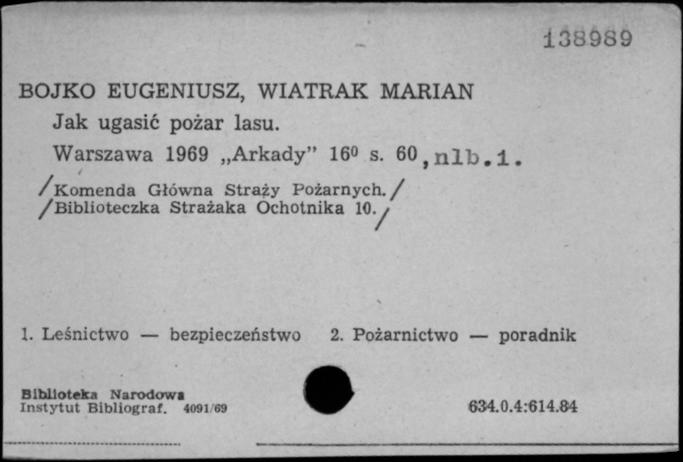 138989
BOJKO EUGENIUSZ, WIATRAK MARIAN
Jak ugasić pożar lasu.
Warszawa 1969 „Arkady” 16⁰ s. 60, nlb. 1.
/Komenda Główna Straży Pożarnych./
/Biblioteczka Strażaka Ochotnika 10./
1. Leśnictwo — bezpieczeństwo 2. Pożarnictwo — poradnik
Biblioteka Narodowa
Instytut Bibliograf. 4091/69 634.0.4:614.84